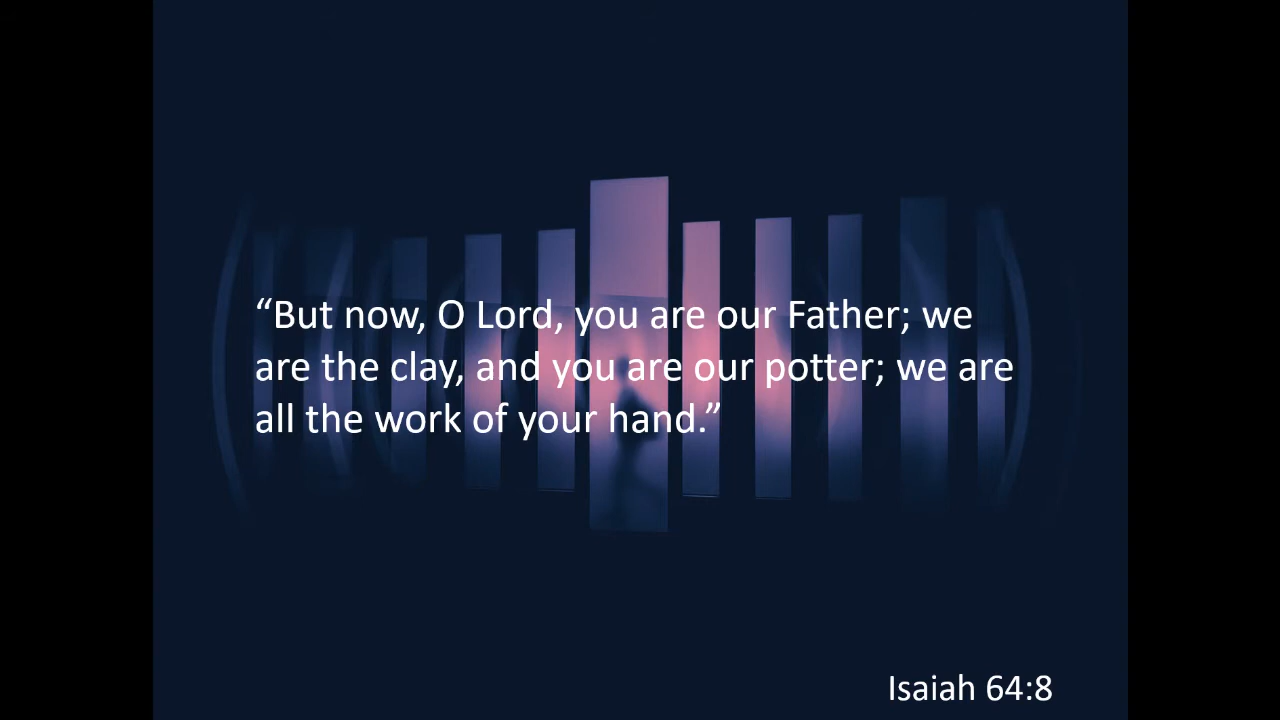 “But now, O Lord, you are our Father; we
are the clay, and you are our potter; we are
all the work of your hand.”
Isaiah 64:8